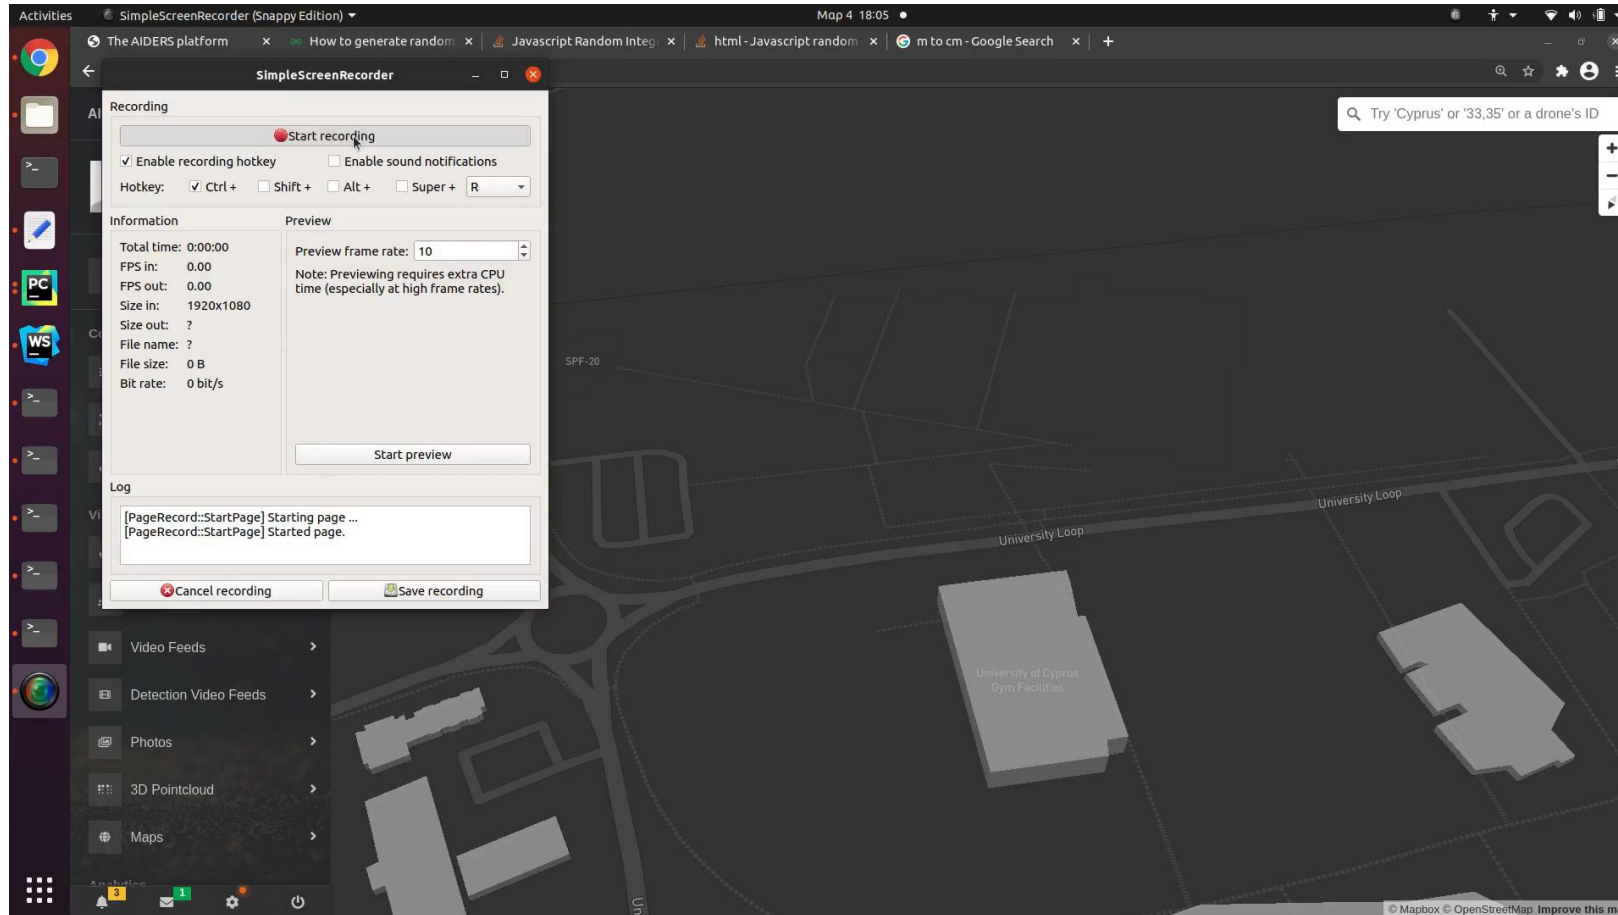 Activities
SimpleScreenRecorder (Snappy Edition)
Μαρ 4 18:05
The AIDERS platform
How to generate random
Javascript Random Integ
html - Javascript random
m to cm - Google Search
SimpleScreenRecorder
Recording
Start recording
Enable recording hotkey
Enable sound notifications
Hotkey: Ctrl + Shift + Alt + Super + R
Information
Total time: 0:00:00
FPS in: 0.00
FPS out: 0.00
Size in: 1920x1080
Size out: ?
File name: ?
File size: 0 B
Bit rate: 0 bit/s
Preview
Preview frame rate: 10
Note: Previewing requires extra CPU
time (especially at high frame rates).
Start preview
Log
[PageRecord::StartPage] Starting page ...
[PageRecord::StartPage] Started page.
Cancel recording
Save recording
PC
WS
AI
Video Feeds
Detection Video Feeds
Photos
3D Pointcloud
Maps
3
1
Try 'Cyprus' or '33,35' or a drone's ID
SPF-20
University Loop
University Loop
University of Cyprus
Gym Facilities
© Mapbox © OpenStreetMap Improve this m